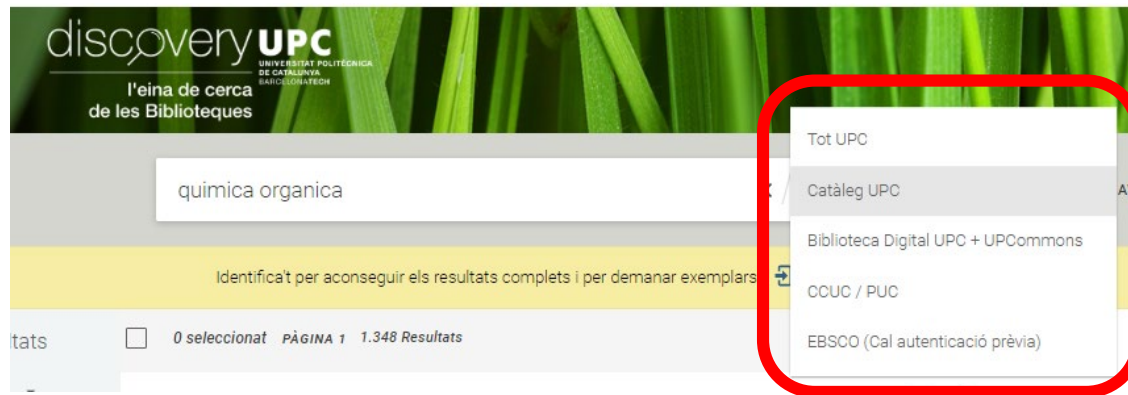 discovery UPC
UNIVERSITAT POLITÈCNICA
DE CATALUNYA
BARCELONATECH
l'eina de cerca
de les Biblioteques
Tot UPC
quimica organica
Catàleg UPC
Biblioteca Digital UPC + UPCommons
Identifica't per aconseguir els resultats complets i per demanar exemplars
CCUC / PUC
0 seleccionat PÀGINA 1 1.348 Resultats
EBSCO (Cal autenticació prèvia)